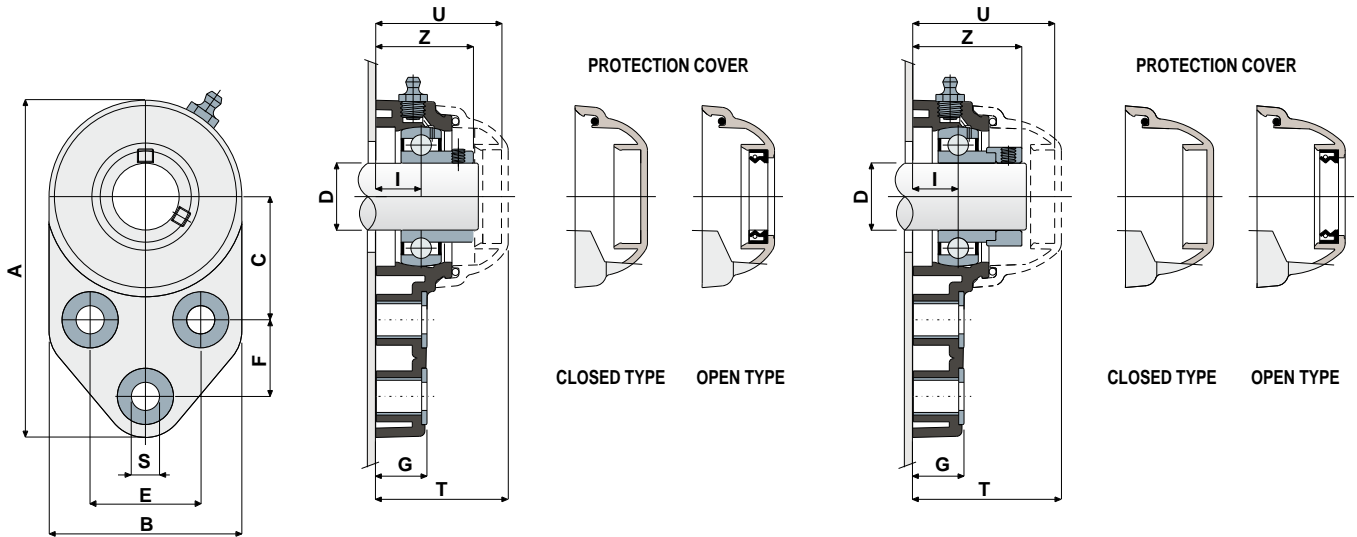 A
C
F
S
E
B
U
Z
D
I
G
T
PROTECTION COVER
CLOSED TYPE
OPEN TYPE
U
Z
D
I
G
T
PROTECTION COVER
CLOSED TYPE
OPEN TYPE